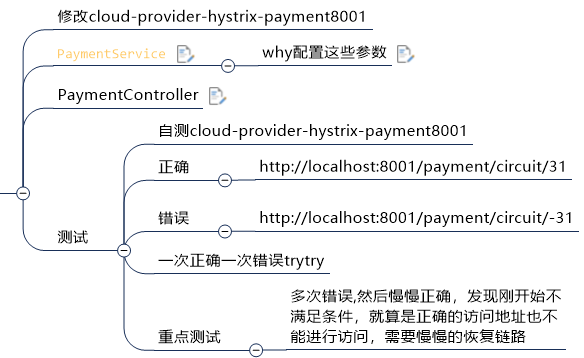 修改cloud-provider-hystrix-payment8001
PaymentService
why配置这些参数
PaymentController
测试
自测cloud-provider-hystrix-payment8001
正确
http://localhost:8001/payment/circuit/31
错误
http://localhost:8001/payment/circuit/-31
一次正确一次错误trytry
重点测试
多次错误,然后慢慢正确，发现刚开始不
满足条件，就算是正确的访问地址也不
能进行访问，需要慢慢的恢复链路